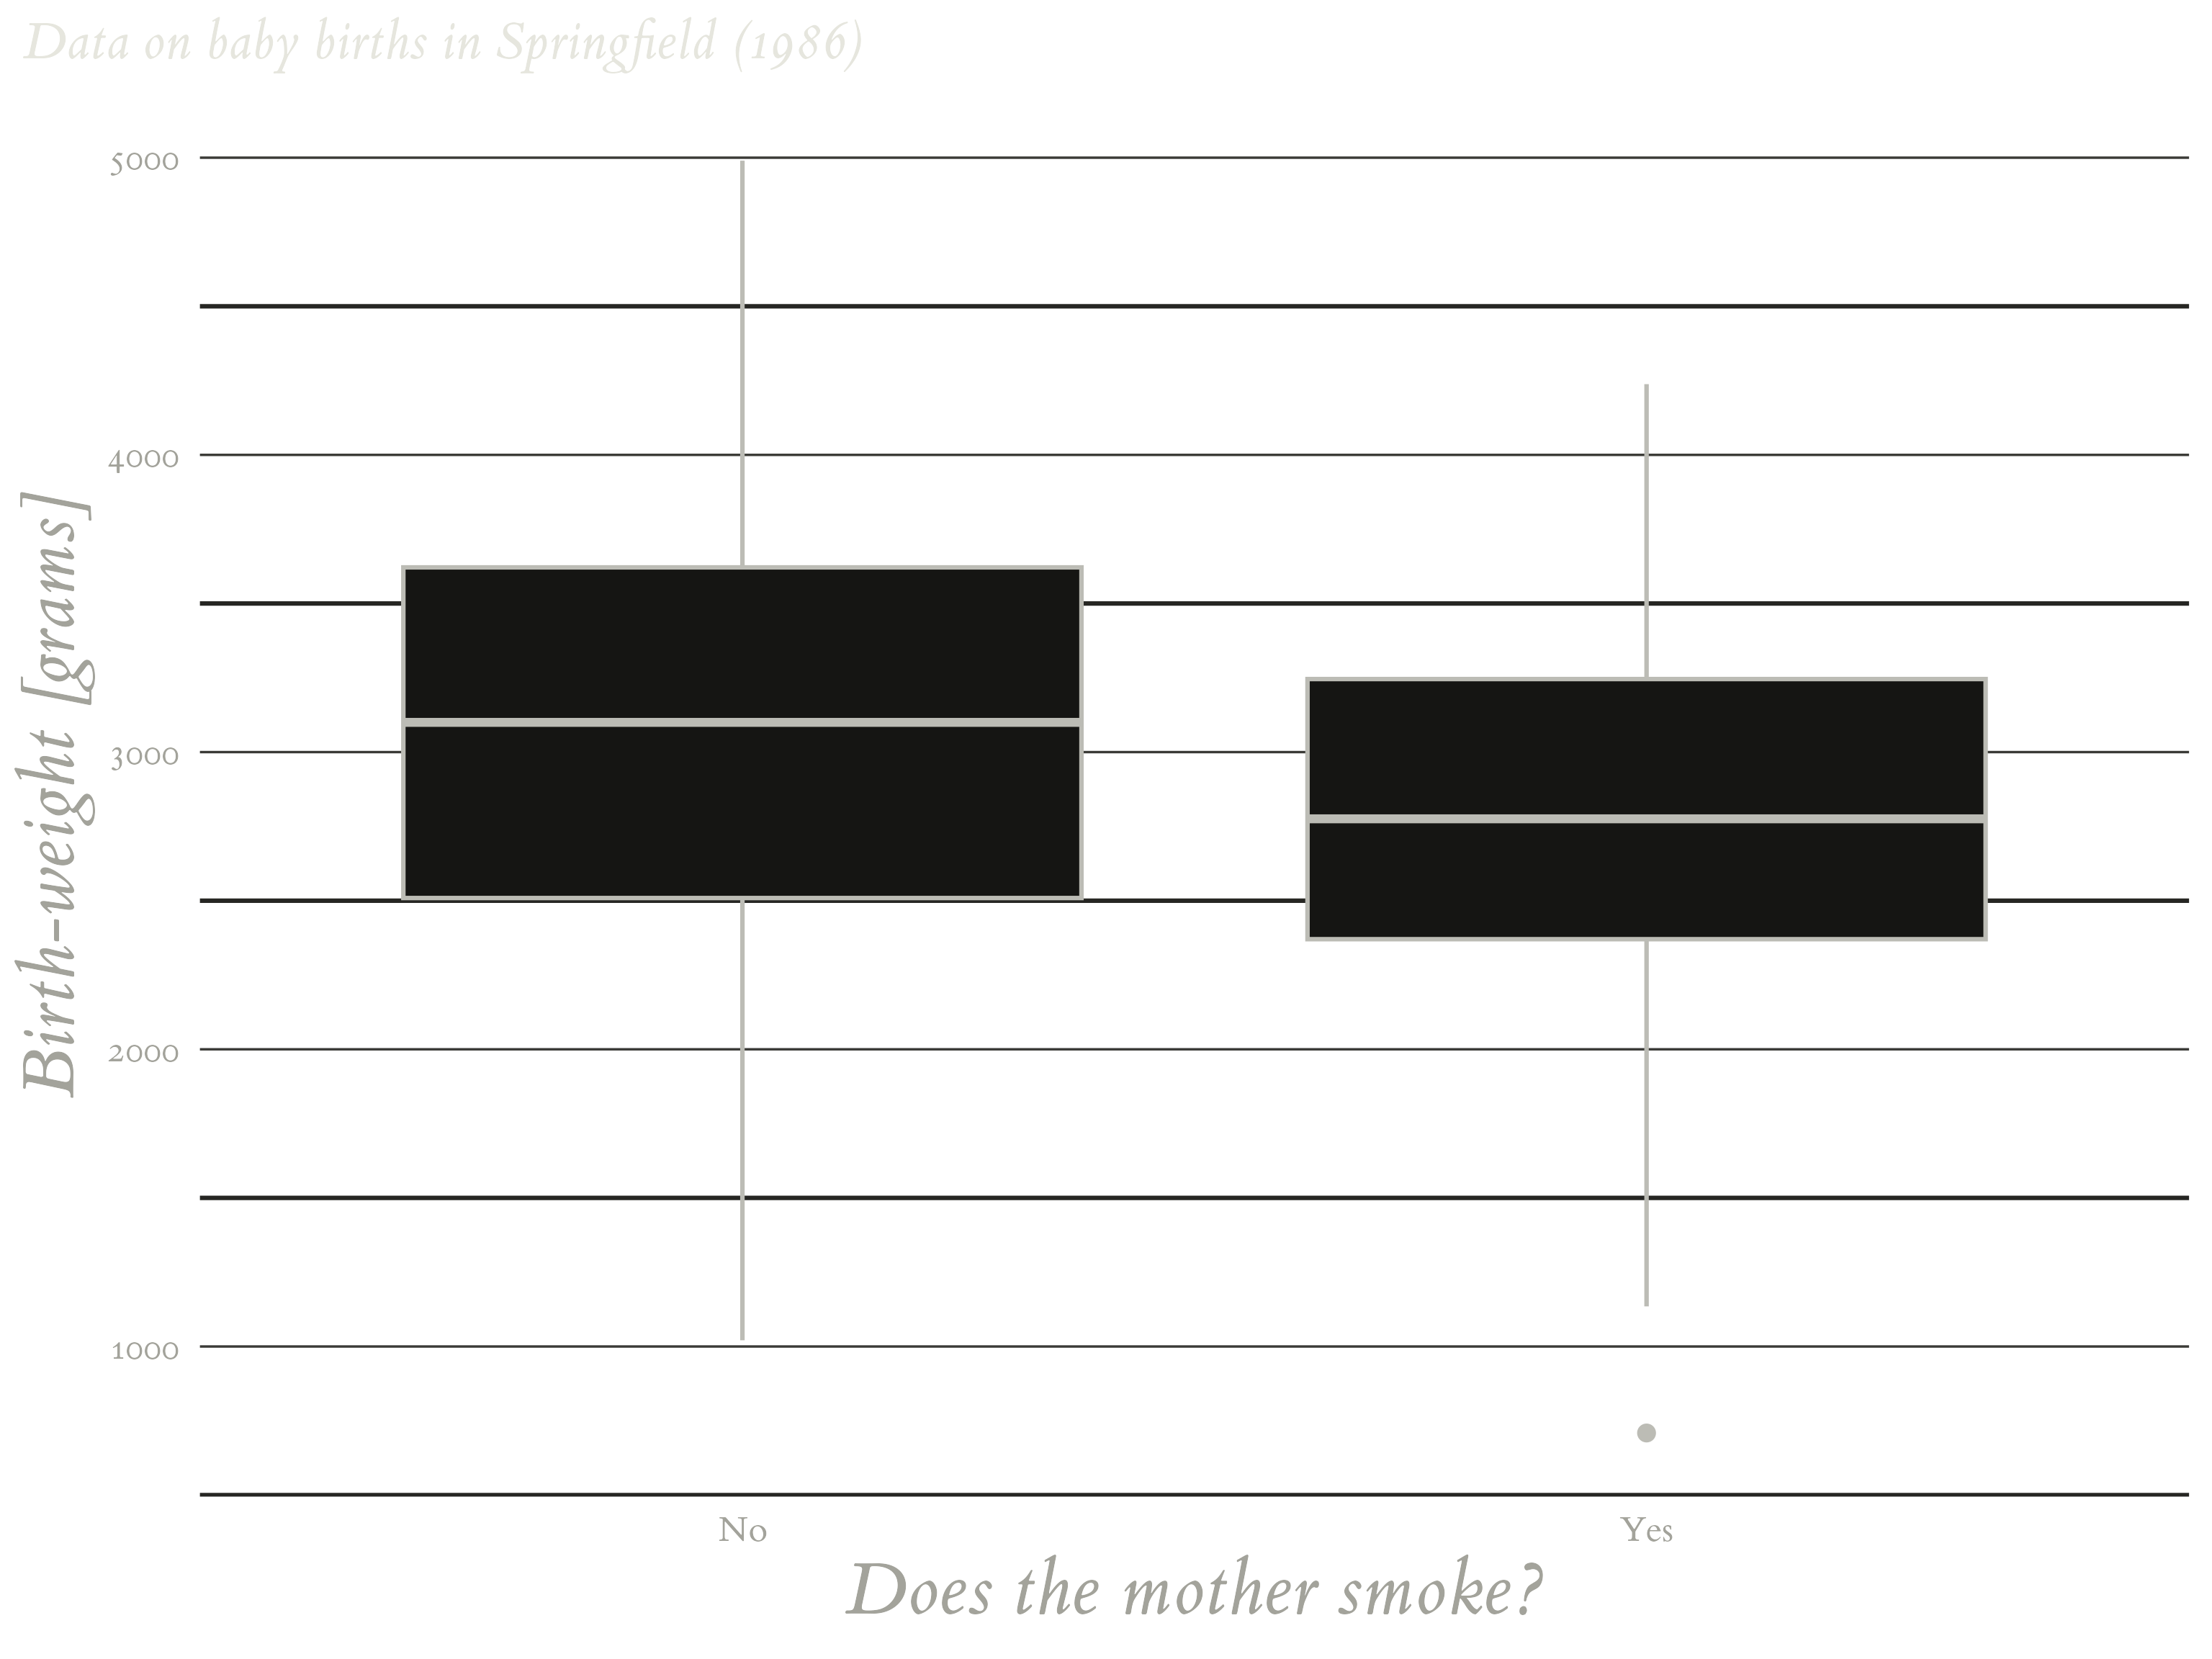 Data on baby births in Springfield (1986)
5000
4000
3000
2000
1000
Birth-weight [grams]
No
Yes
Does the mother smoke?